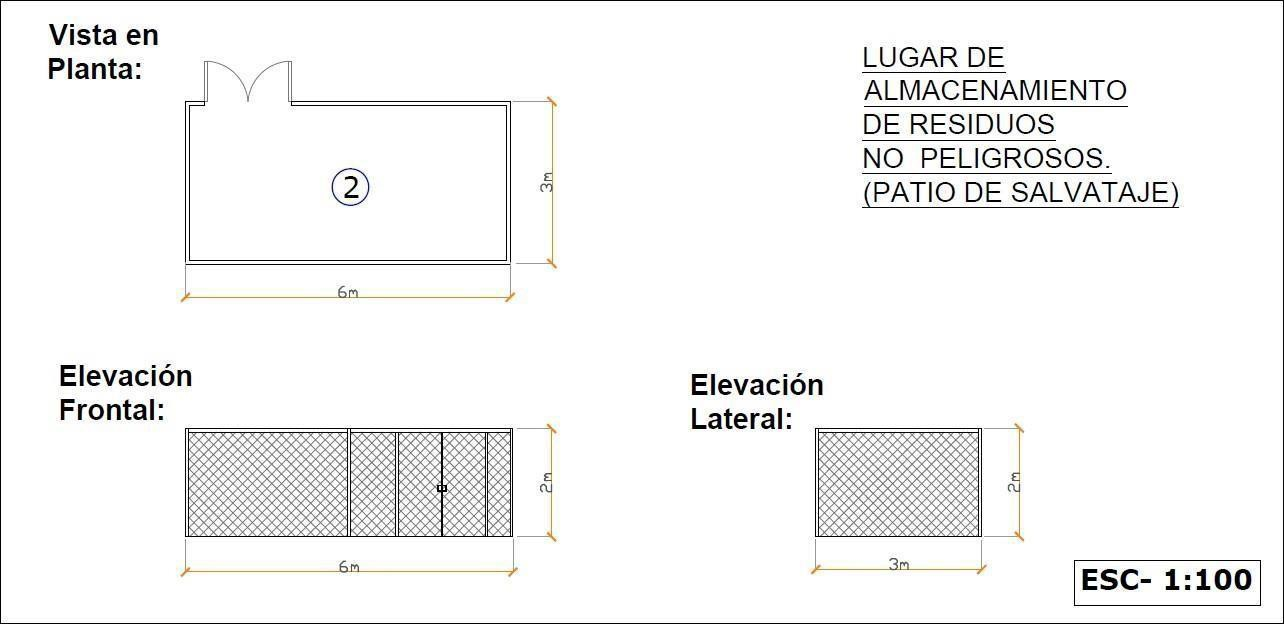 Vista en
Planta:
LUGAR DE
ALMACENAMIENTO
DE RESIDUOS
NO PELIGROSOS.
(PATIO DE SALVATAJE)
2
3m
6m
Elevación
Frontal:
2m
6m
Elevación
Lateral:
2m
3m
ESC- 1:100